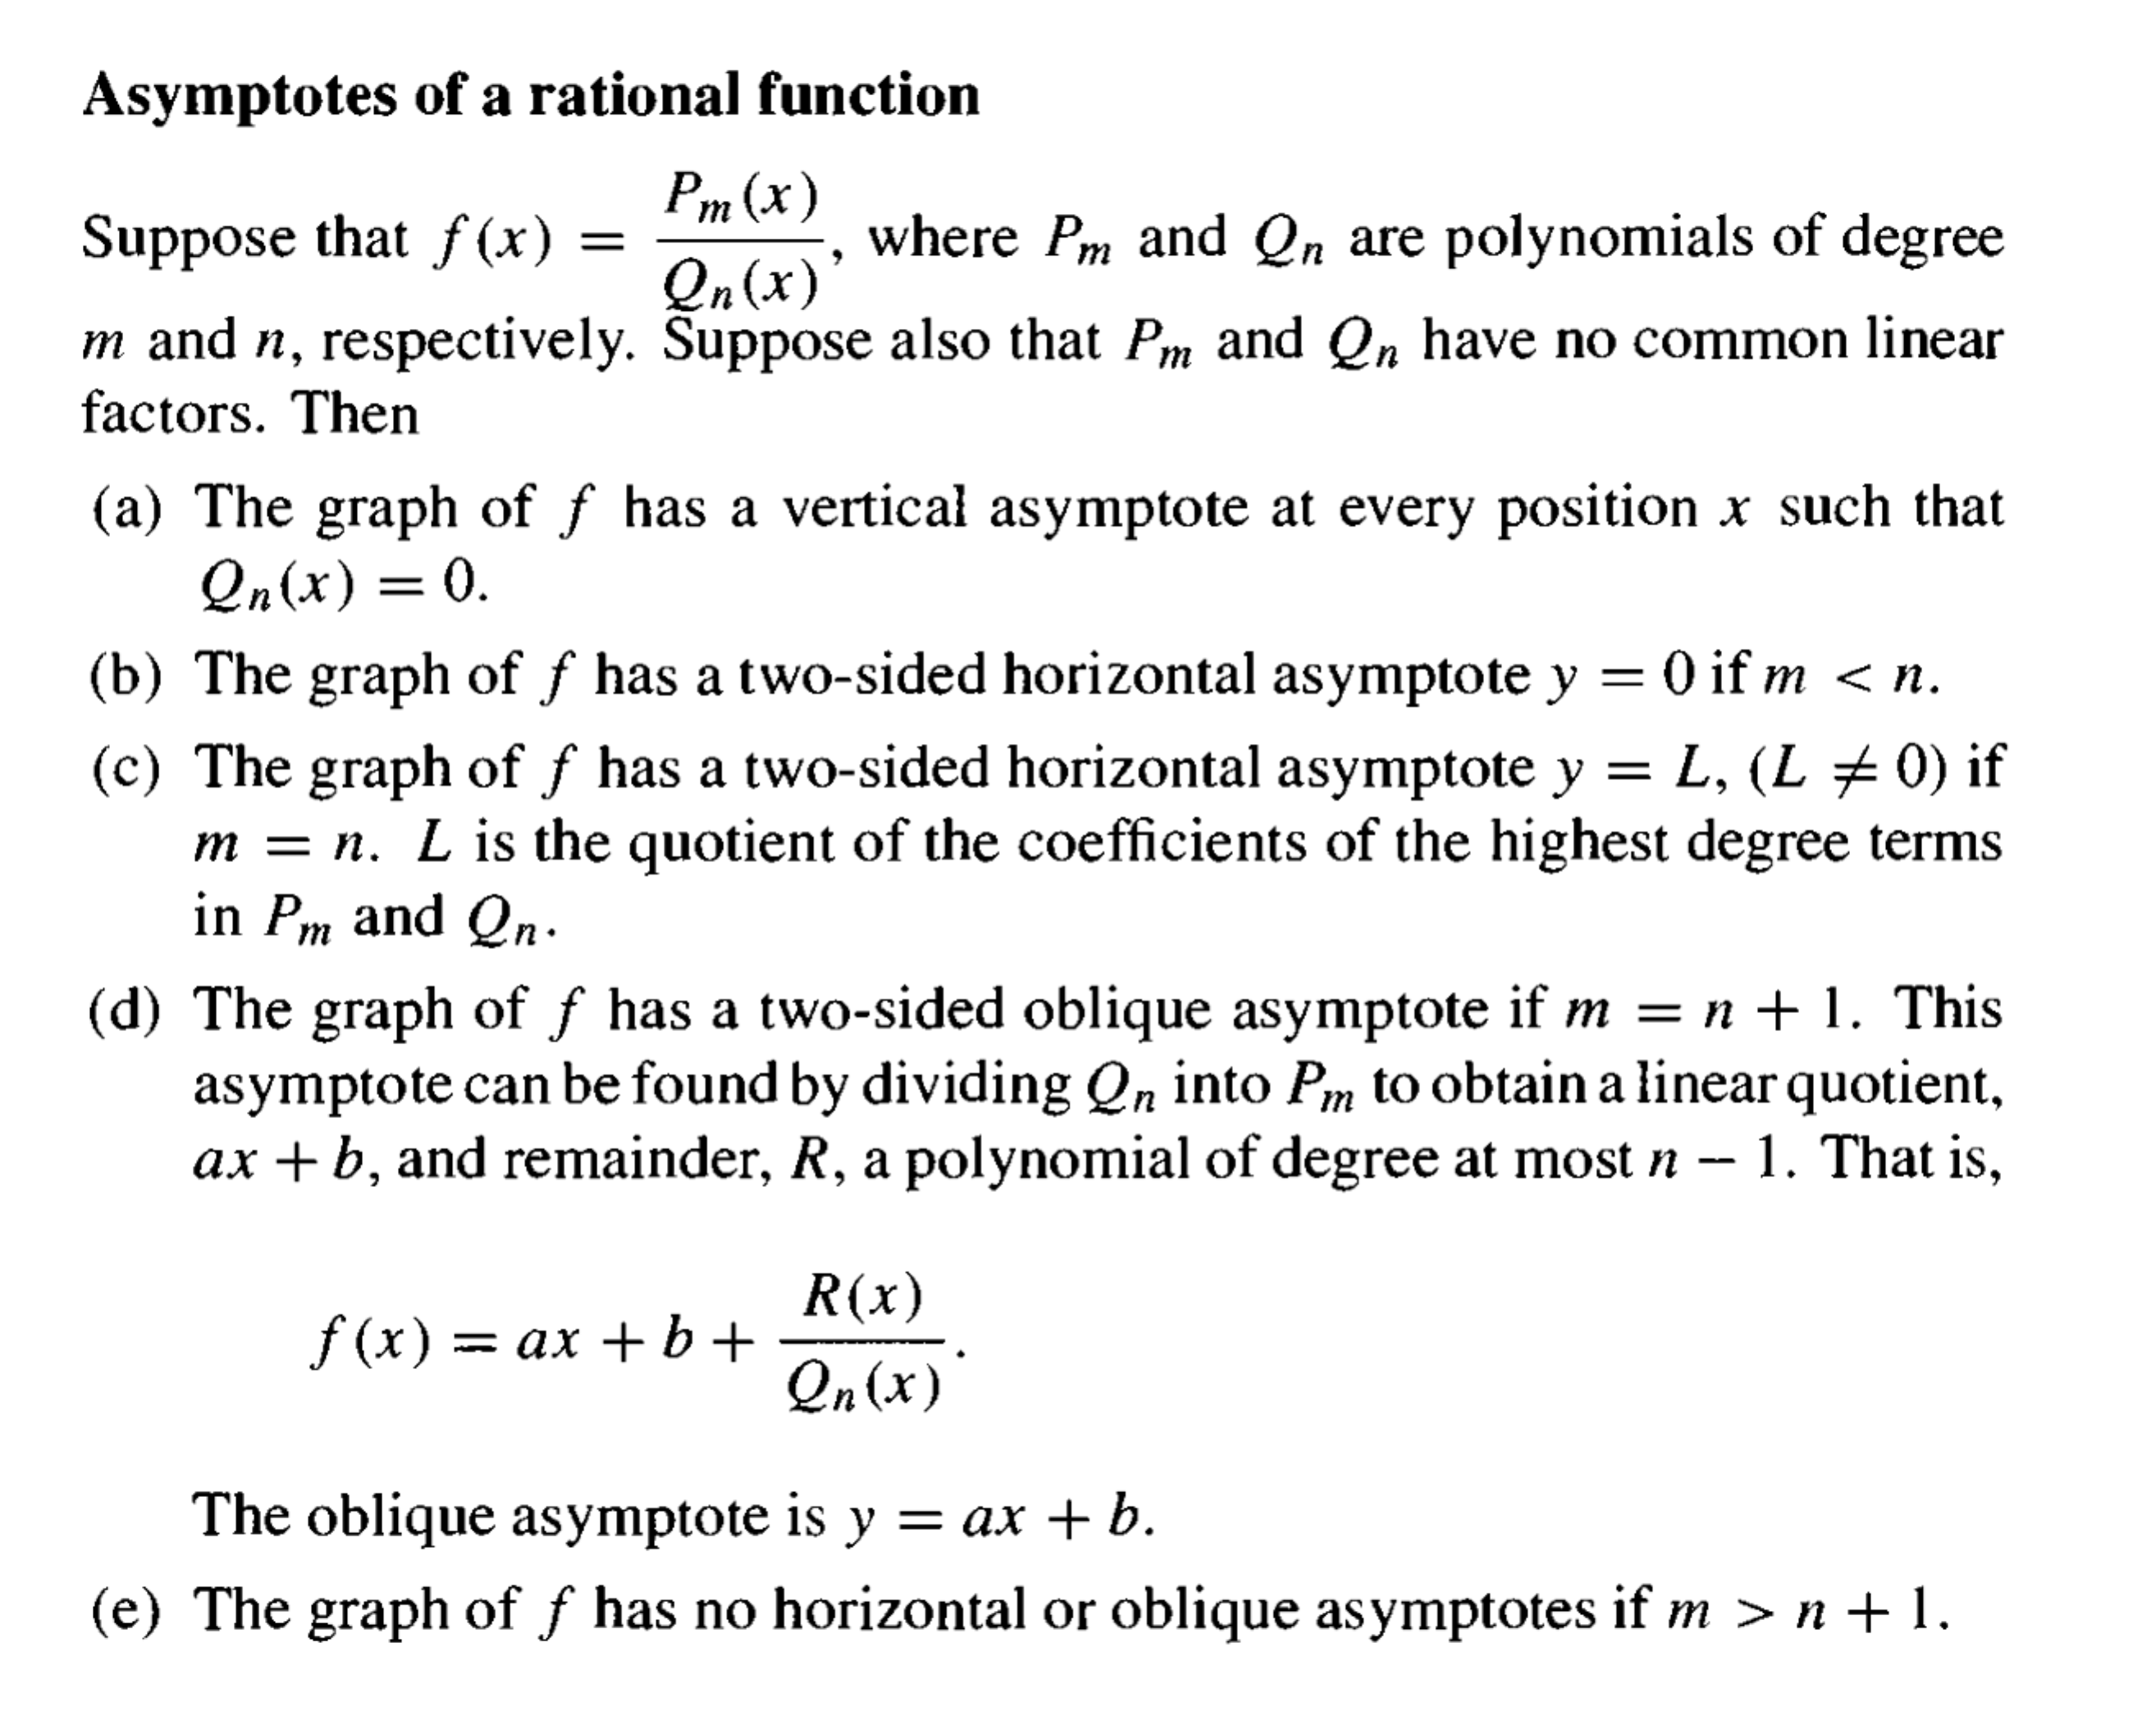 Asymptotes of a rational function
Suppose that f(x) = P_m(x)/Q_n(x), where P_m and Q_n are polynomials of degree
m and n, respectively. Suppose also that P_m and Q_n have no common linear
factors. Then
(a) The graph of f has a vertical asymptote at every position x such that
Q_n(x) = 0.
(b) The graph of f has a two-sided horizontal asymptote y = 0 if m < n.
(c) The graph of f has a two-sided horizontal asymptote y = L, (L ≠ 0) if
m = n. L is the quotient of the coefficients of the highest degree terms
in P_m and Q_n.
(d) The graph of f has a two-sided oblique asymptote if m = n + 1. This
asymptote can be found by dividing Q_n into P_m to obtain a linear quotient,
ax + b, and remainder, R, a polynomial of degree at most n − 1. That is,
f(x) = ax + b + R(x)/Q_n(x).
The oblique asymptote is y = ax + b.
(e) The graph of f has no horizontal or oblique asymptotes if m > n + 1.